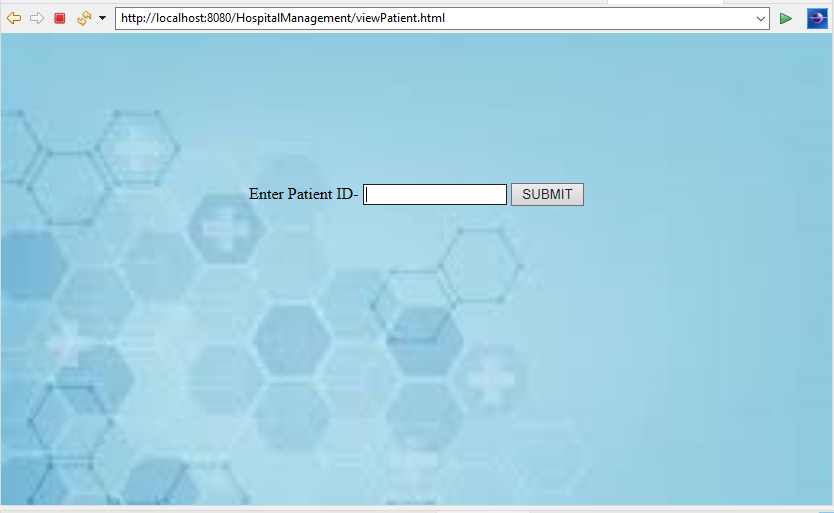 http://localhost:8080/HospitalManagement/viewPatient.html
Enter Patient ID- SUBMIT